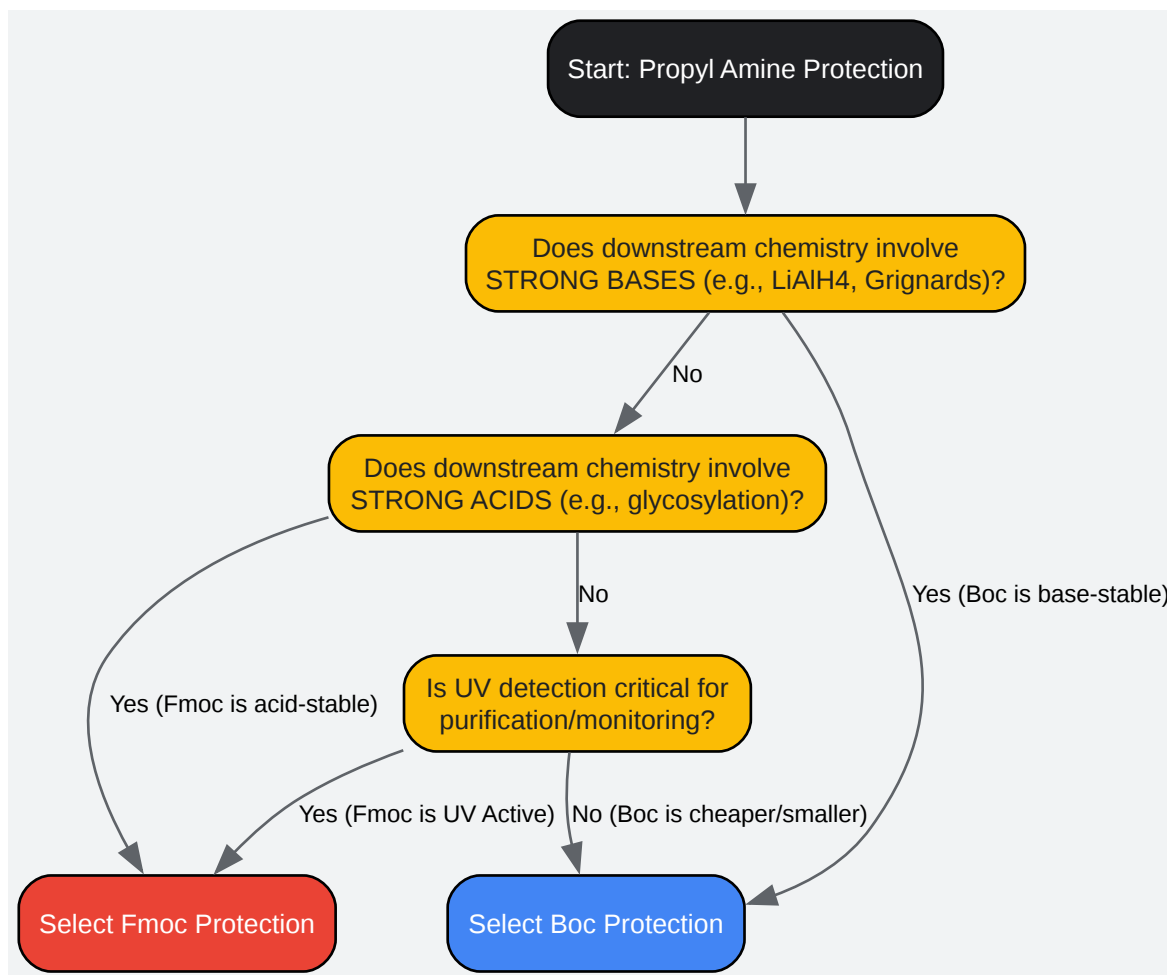 Start: Propyl Amine Protection
Does downstream chemistry involve
STRONG BASES (e.g., LiAlH4, Grignards)?
No
Does downstream chemistry involve
STRONG ACIDS (e.g., glycosylation)?
No
Yes (Boc is base-stable)
Yes (Fmoc is acid-stable)
Is UV detection critical for
purification/monitoring?
Yes (Fmoc is UV Active)
No (Boc is cheaper/smaller)
Select Fmoc Protection
Select Boc Protection